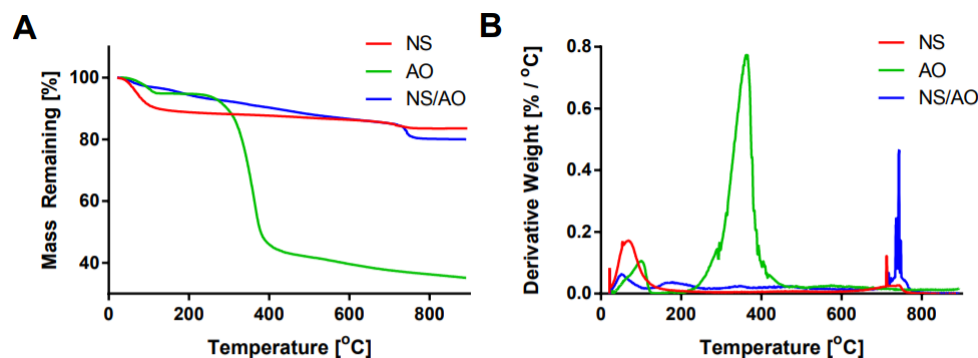 A
NS
AO
NS/AO
Mass Remaining [%]
100
80
60
40
0
200
400
600
800
Temperature [°C]
B
NS
AO
NS/AO
Derivative Weight [% / °C]
0.8
0.6
0.4
0.2
0.0
0
200
400
600
800
Temperature [°C]